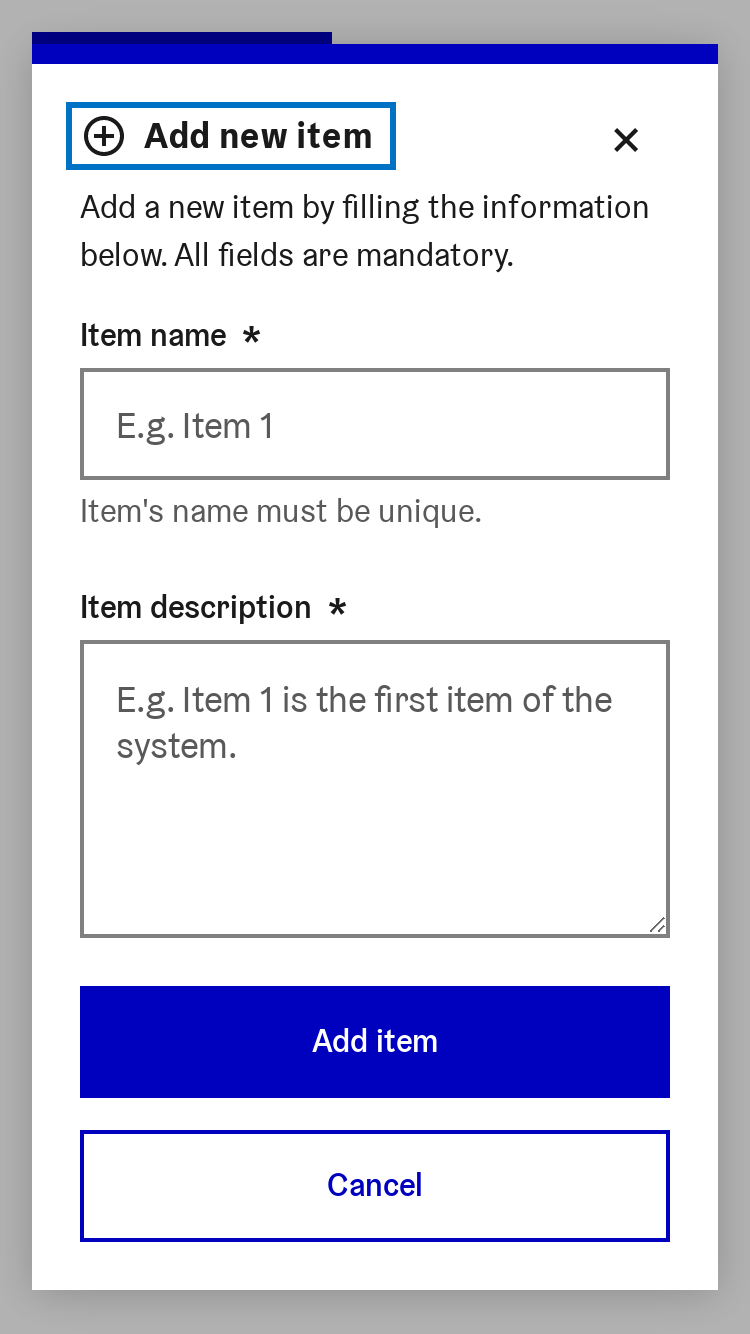 Add new item
Add a new item by filling the information
below. All fields are mandatory.
Item name *
E.g. Item 1
Item's name must be unique.
Item description *
E.g. Item 1 is the first item of the
system.
Add item
Cancel